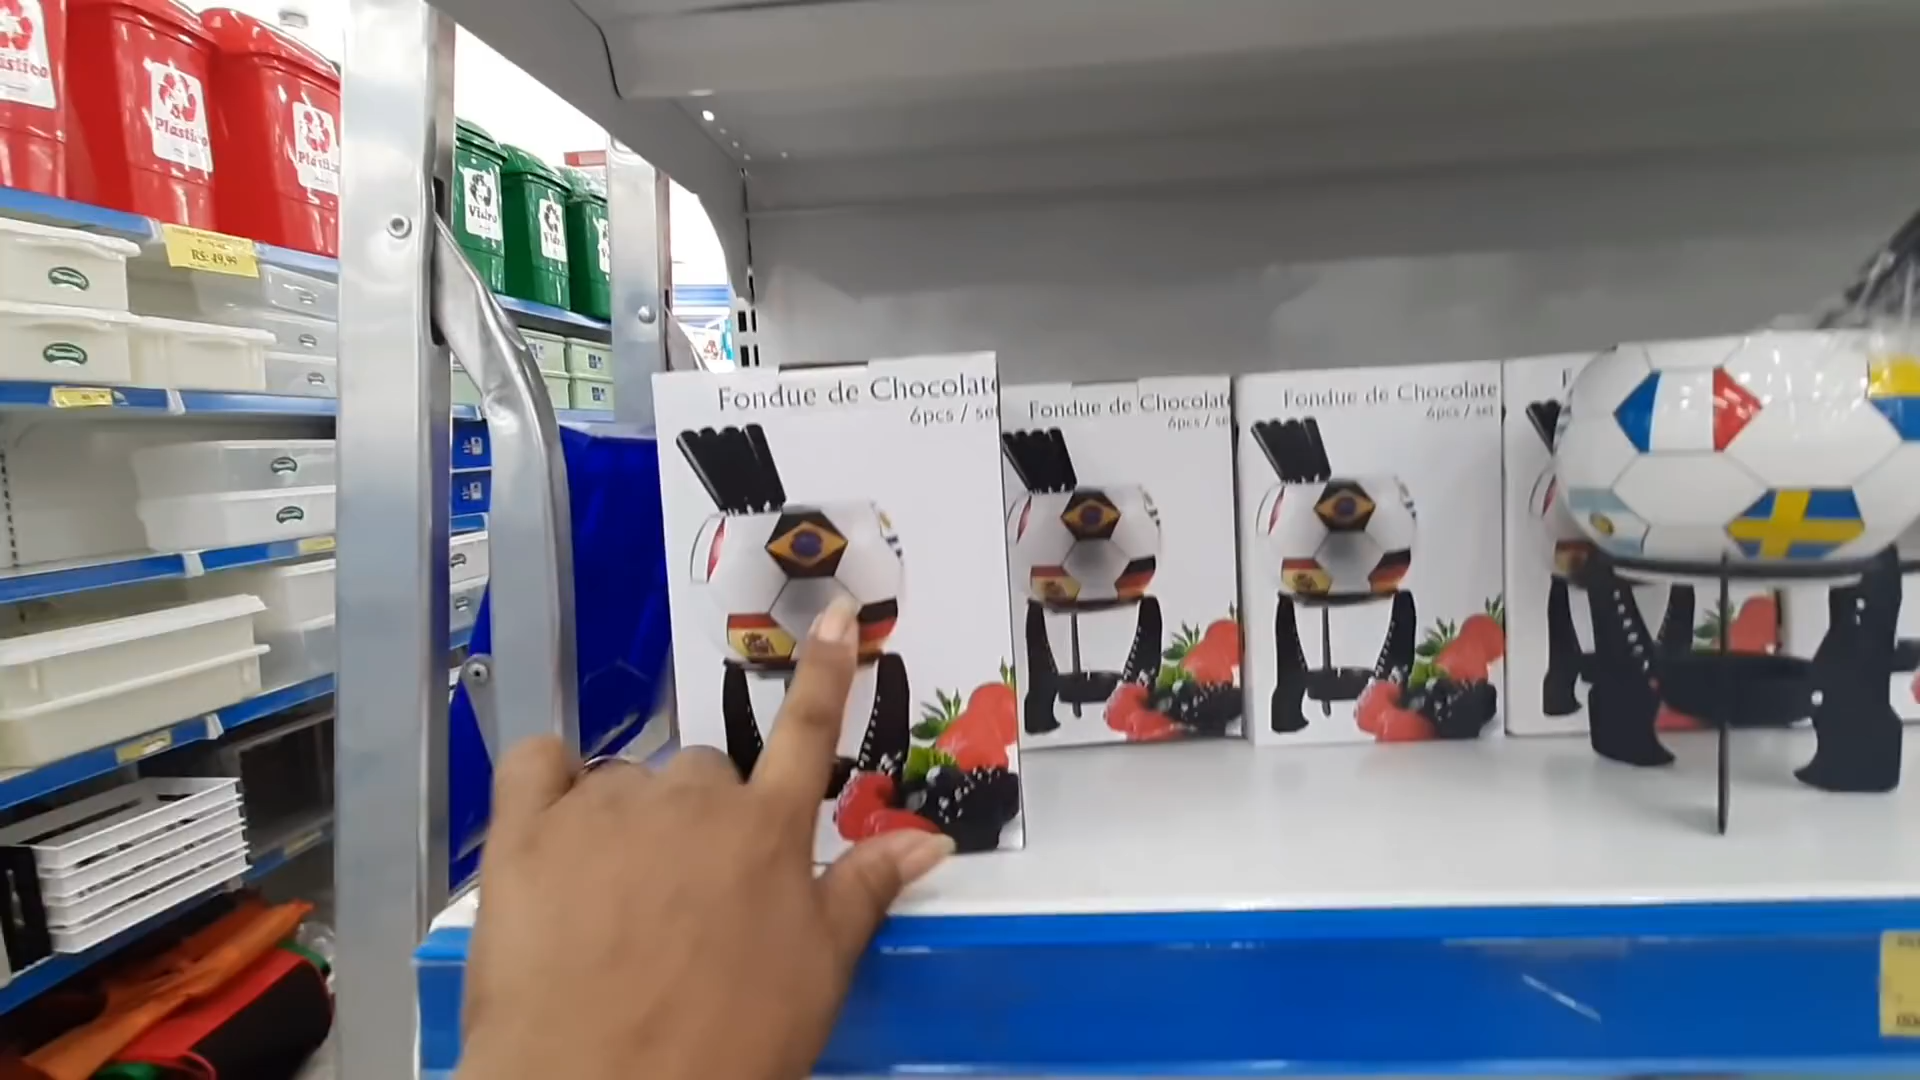 Plástico
Plástico
Vidro
Vidro
R$: 49,99
Fondue de Chocolate
6pcs / set
Fondue de Chocolate
6pcs / se
Fondue de Chocolate
6pcs / set
F